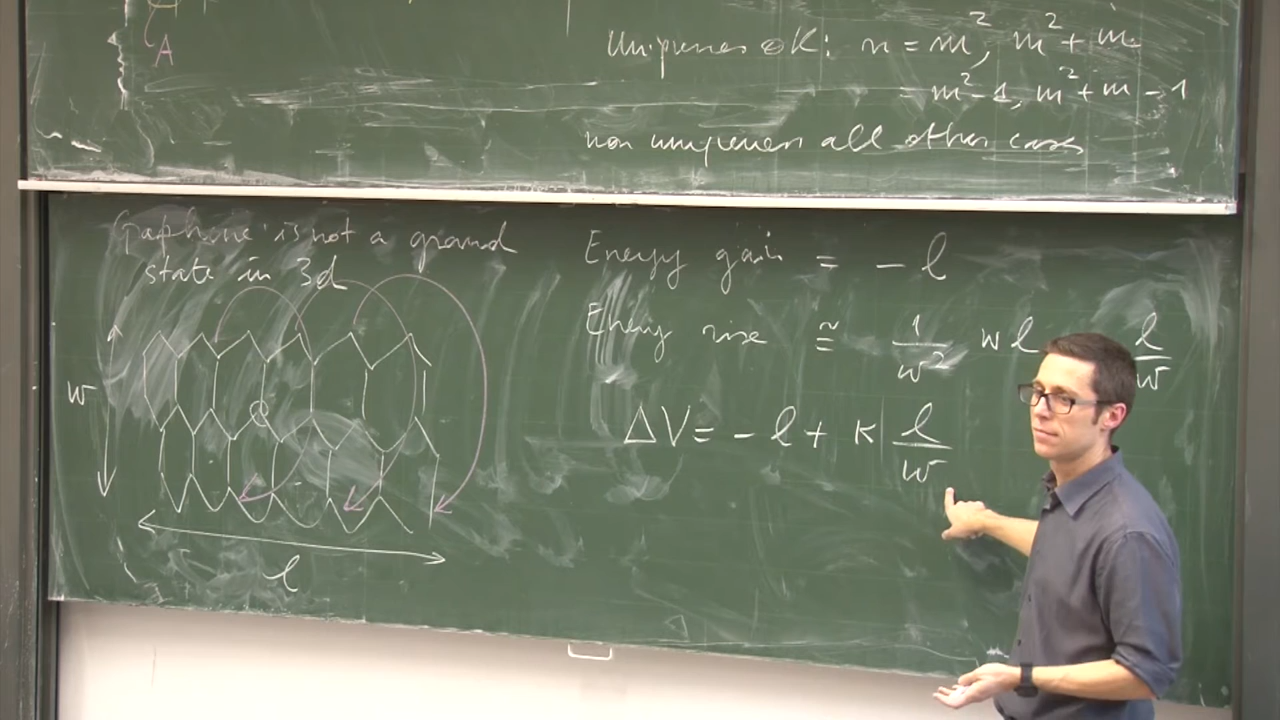 A
Uniqueness OK: n = m², m² + m
= m² - 1, m² + m - 1
non uniqueness all other cases
Graphene is not a ground
state in 3d
w
l
Energy gain = - l
Energy rise ≅ 1/w² w l l/w
ΔV = - l + K l/w